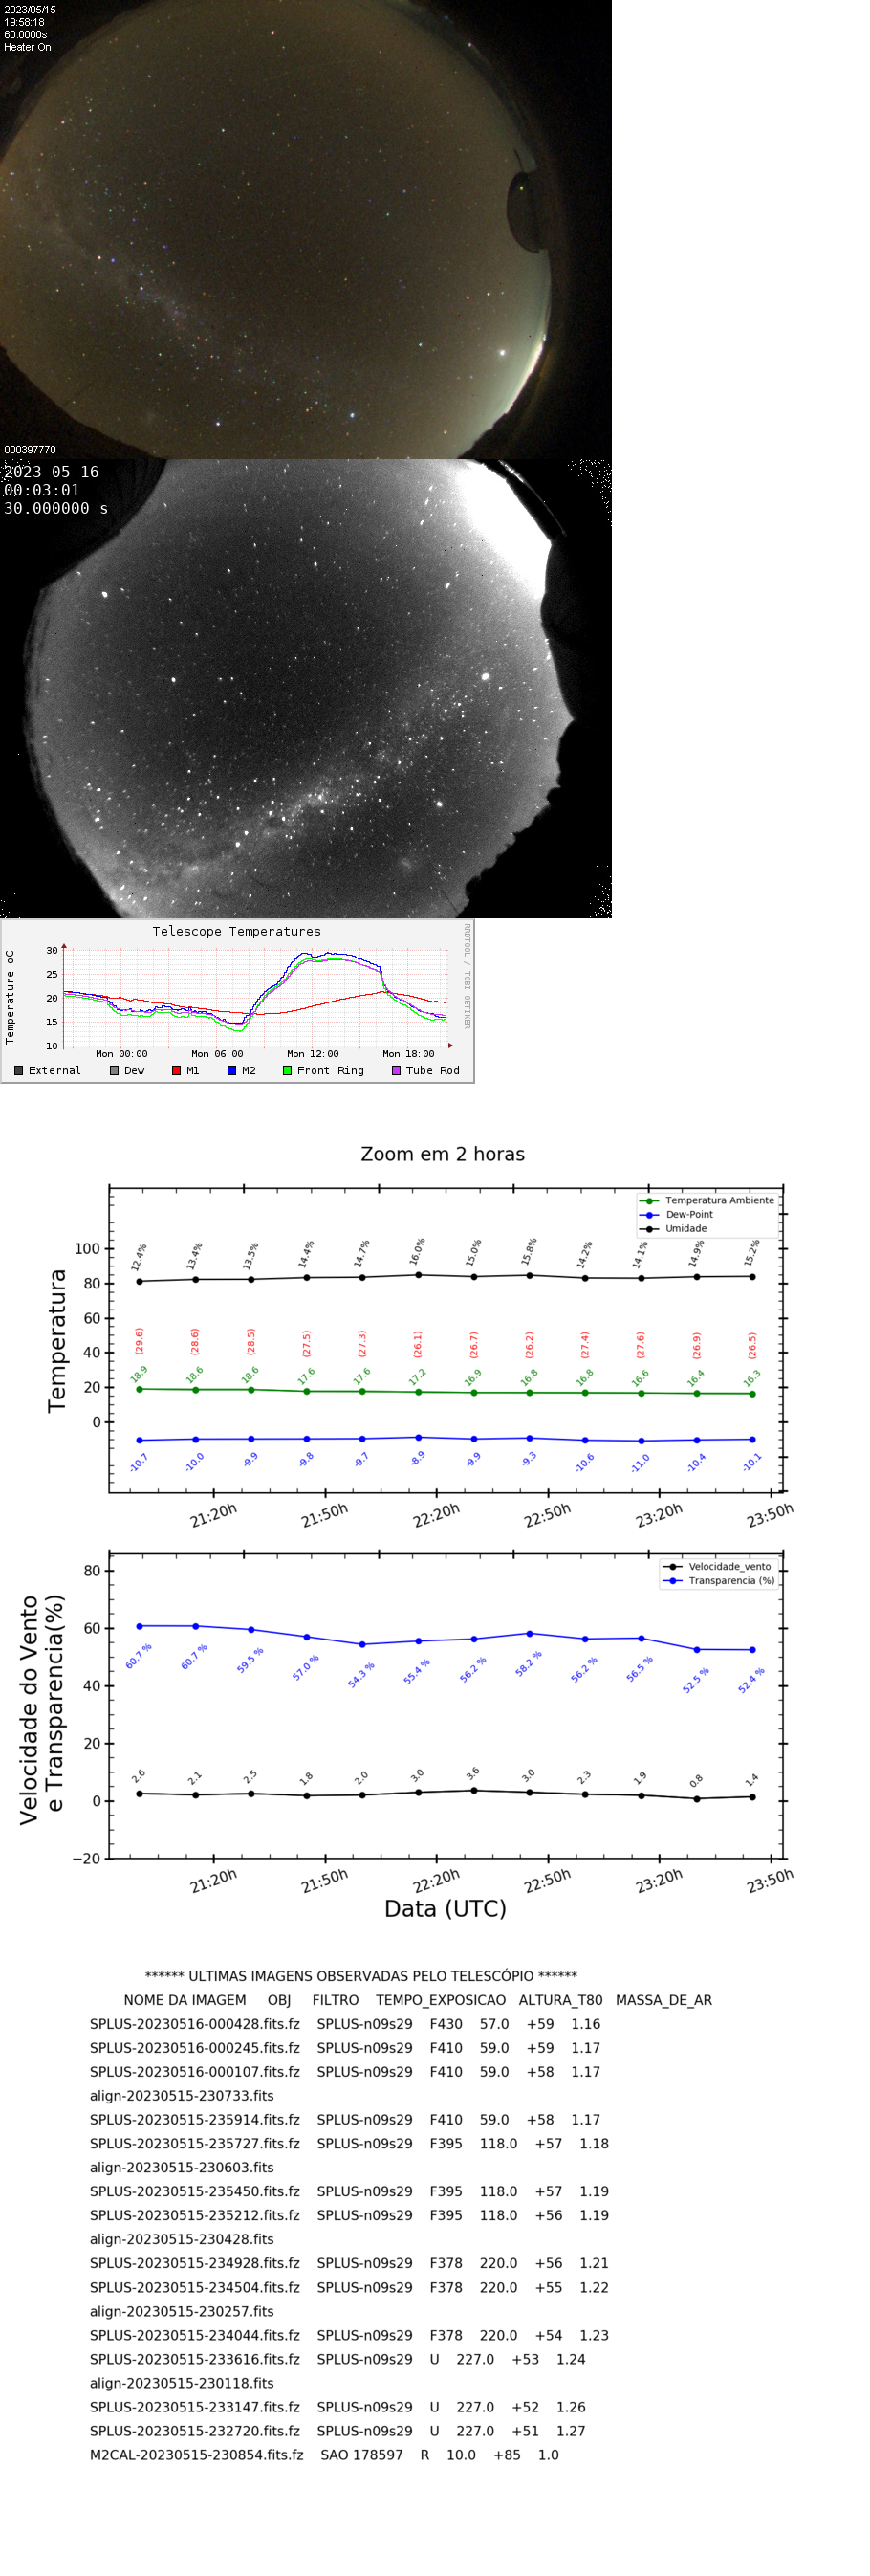 2023/05/15
19:58:18
60.0000s
Heater On
000397770
2023-05-16
00:03:01
30.000000 s
Telescope Temperatures
RRDTOOL / TOBI OETIKER
Temperature oC
30
25
20
15
10
Mon 00:00 Mon 06:00 Mon 12:00 Mon 18:00
External Dew M1 M2 Front Ring Tube Rod
Zoom em 2 horas
Temperatura Ambiente
Dew-Point
Umidade
Temperatura
100
80
60
40
20
0
12.4% 13.4% 13.5% 14.4% 14.7% 16.0% 15.0% 15.8% 14.2% 14.1% 14.9% 15.2%
(29.6) (28.6) (28.5) (27.5) (27.3) (26.1) (26.7) (26.2) (27.4) (27.6) (26.9) (26.5)
18.9 18.6 18.6 17.6 17.6 17.2 16.9 16.8 16.8 16.6 16.4 16.3
-10.7 -10.0 -9.9 -9.8 -9.7 -8.9 -9.9 -9.3 -10.6 -11.0 -10.4 -10.1
21:20h 21:50h 22:20h 22:50h 23:20h 23:50h
Velocidade_vento
Transparencia (%)
Velocidade do Vento
e Transparencia(%)
80
60
40
20
0
−20
60.7 % 60.7 % 59.5 % 57.0 % 54.3 % 55.4 % 56.2 % 58.2 % 56.2 % 56.5 % 52.5 % 52.4 %
2.6 2.1 2.5 1.8 2.0 3.0 3.6 3.0 2.3 1.9 0.8 1.4
21:20h 21:50h 22:20h 22:50h 23:20h 23:50h
Data (UTC)
****** ULTIMAS IMAGENS OBSERVADAS PELO TELESCÓPIO ******
NOME DA IMAGEM OBJ FILTRO TEMPO_EXPOSICAO ALTURA_T80 MASSA_DE_AR
SPLUS-20230516-000428.fits.fz SPLUS-n09s29 F430 57.0 +59 1.16
SPLUS-20230516-000245.fits.fz SPLUS-n09s29 F410 59.0 +59 1.17
SPLUS-20230516-000107.fits.fz SPLUS-n09s29 F410 59.0 +58 1.17
align-20230515-230733.fits
SPLUS-20230515-235914.fits.fz SPLUS-n09s29 F410 59.0 +58 1.17
SPLUS-20230515-235727.fits.fz SPLUS-n09s29 F395 118.0 +57 1.18
align-20230515-230603.fits
SPLUS-20230515-235450.fits.fz SPLUS-n09s29 F395 118.0 +57 1.19
SPLUS-20230515-235212.fits.fz SPLUS-n09s29 F395 118.0 +56 1.19
align-20230515-230428.fits
SPLUS-20230515-234928.fits.fz SPLUS-n09s29 F378 220.0 +56 1.21
SPLUS-20230515-234504.fits.fz SPLUS-n09s29 F378 220.0 +55 1.22
align-20230515-230257.fits
SPLUS-20230515-234044.fits.fz SPLUS-n09s29 F378 220.0 +54 1.23
SPLUS-20230515-233616.fits.fz SPLUS-n09s29 U 227.0 +53 1.24
align-20230515-230118.fits
SPLUS-20230515-233147.fits.fz SPLUS-n09s29 U 227.0 +52 1.26
SPLUS-20230515-232720.fits.fz SPLUS-n09s29 U 227.0 +51 1.27
M2CAL-20230515-230854.fits.fz SAO 178597 R 10.0 +85 1.0